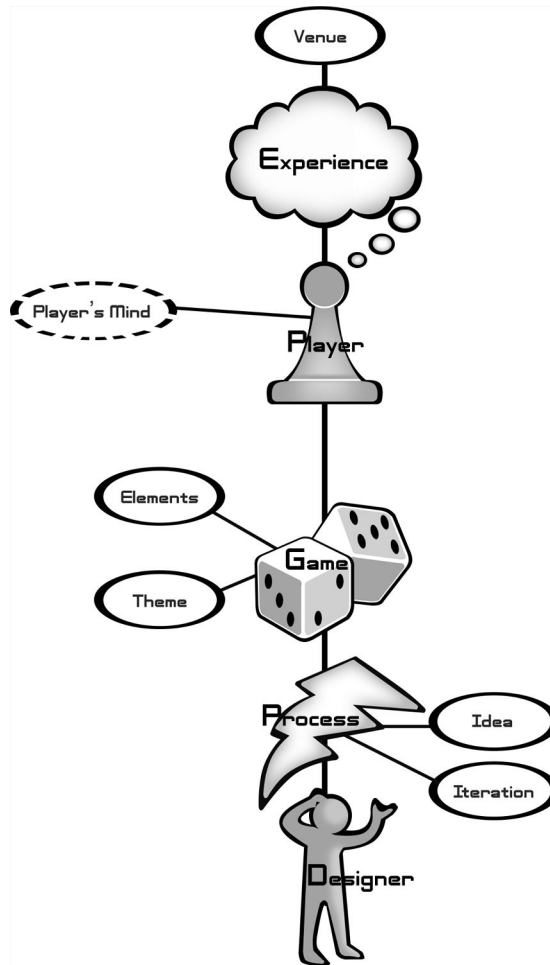 Venue
Experience
Player's Mind
Player
Elements
Game
Theme
Process
Idea
Iteration
Designer